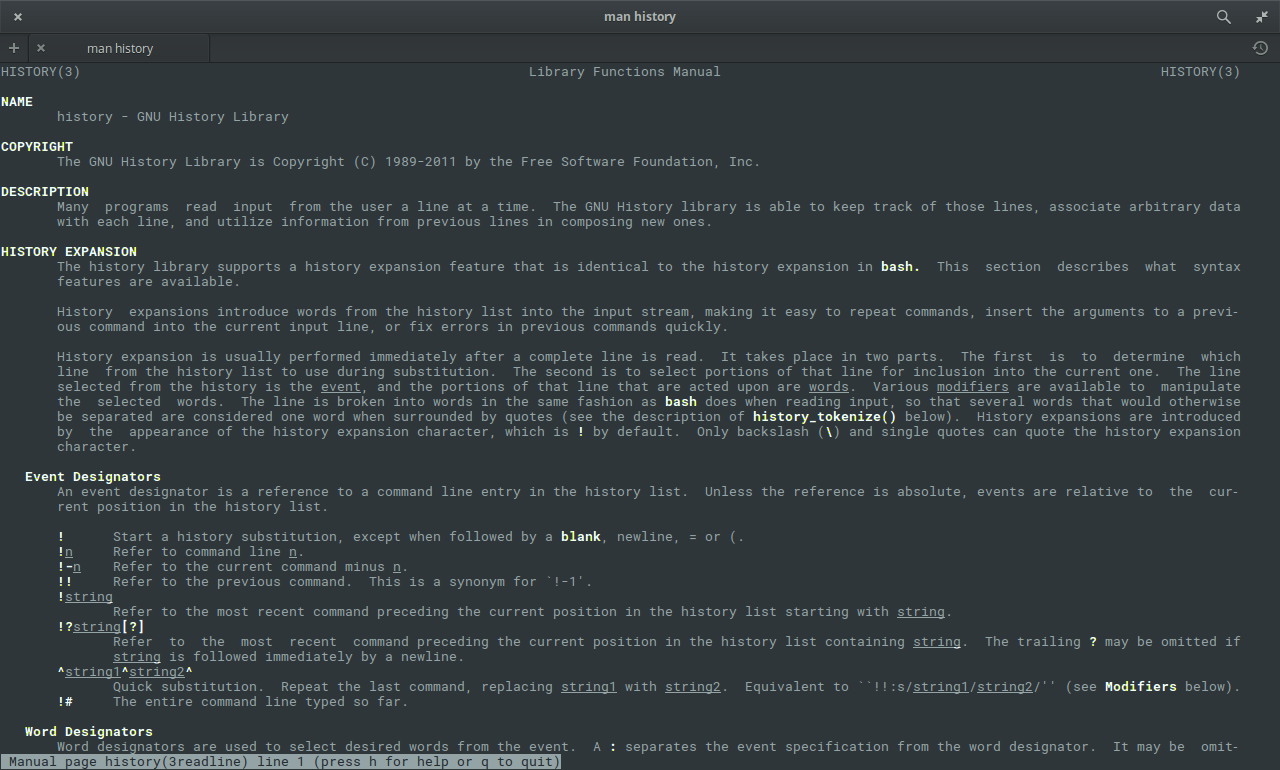 man history
man history
HISTORY(3) Library Functions Manual HISTORY(3)
NAME
history - GNU History Library
COPYRIGHT
The GNU History Library is Copyright (C) 1989-2011 by the Free Software Foundation, Inc.
DESCRIPTION
Many programs read input from the user a line at a time. The GNU History library is able to keep track of those lines, associate arbitrary data
with each line, and utilize information from previous lines in composing new ones.
HISTORY EXPANSION
The history library supports a history expansion feature that is identical to the history expansion in bash. This section describes what syntax
features are available.
History expansions introduce words from the history list into the input stream, making it easy to repeat commands, insert the arguments to a previ-
ous command into the current input line, or fix errors in previous commands quickly.
History expansion is usually performed immediately after a complete line is read. It takes place in two parts. The first is to determine which
line from the history list to use during substitution. The second is to select portions of that line for inclusion into the current one. The line
selected from the history is the event, and the portions of that line that are acted upon are words. Various modifiers are available to manipulate
the selected words. The line is broken into words in the same fashion as bash does when reading input, so that several words that would otherwise
be separated are considered one word when surrounded by quotes (see the description of history_tokenize() below). History expansions are introduced
by the appearance of the history expansion character, which is ! by default. Only backslash (\) and single quotes can quote the history expansion
character.
Event Designators
An event designator is a reference to a command line entry in the history list. Unless the reference is absolute, events are relative to the cur-
rent position in the history list.
! Start a history substitution, except when followed by a blank, newline, = or (.
!n Refer to command line n.
!-n Refer to the current command minus n.
!! Refer to the previous command. This is a synonym for `!-1'.
!string
Refer to the most recent command preceding the current position in the history list starting with string.
!?string[?]
Refer to the most recent command preceding the current position in the history list containing string. The trailing ? may be omitted if
string is followed immediately by a newline.
^string1^string2^
Quick substitution. Repeat the last command, replacing string1 with string2. Equivalent to ``!!:s/string1/string2/'' (see Modifiers below).
!# The entire command line typed so far.
Word Designators
Word designators are used to select desired words from the event. A : separates the event specification from the word designator. It may be omit-
Manual page history(3readline) line 1 (press h for help or q to quit)